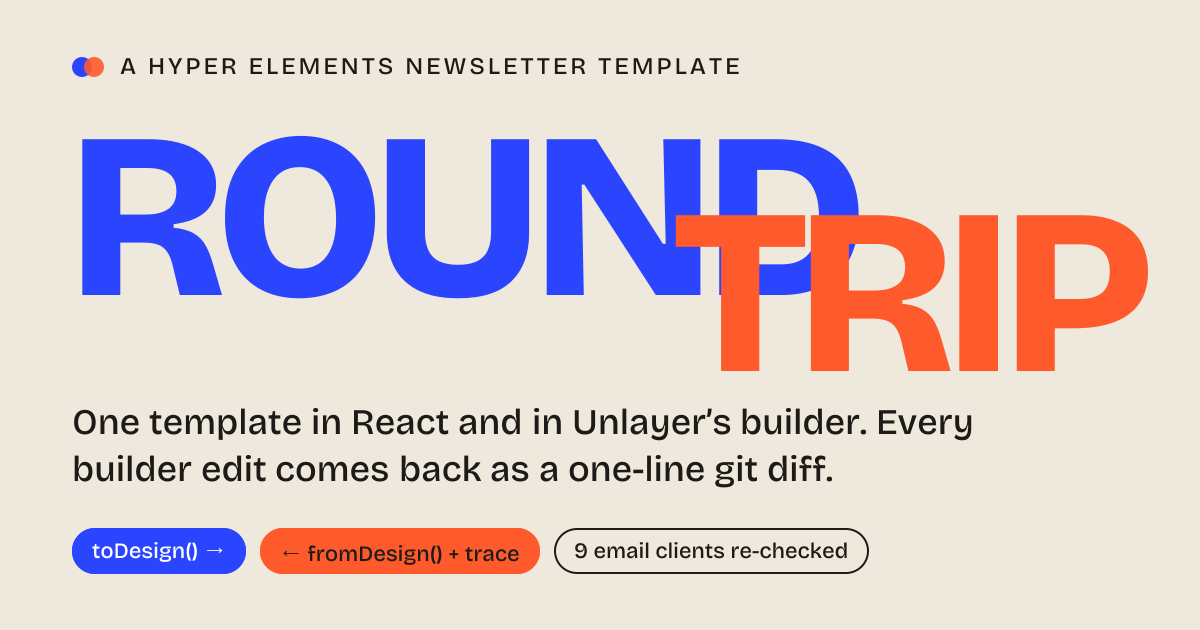 A HYPER ELEMENTS NEWSLETTER TEMPLATE
ROUND
TRIP
One template in React and in Unlayer’s builder. Every
builder edit comes back as a one-line git diff.
toDesign() →
← fromDesign() + trace
9 email clients re-checked